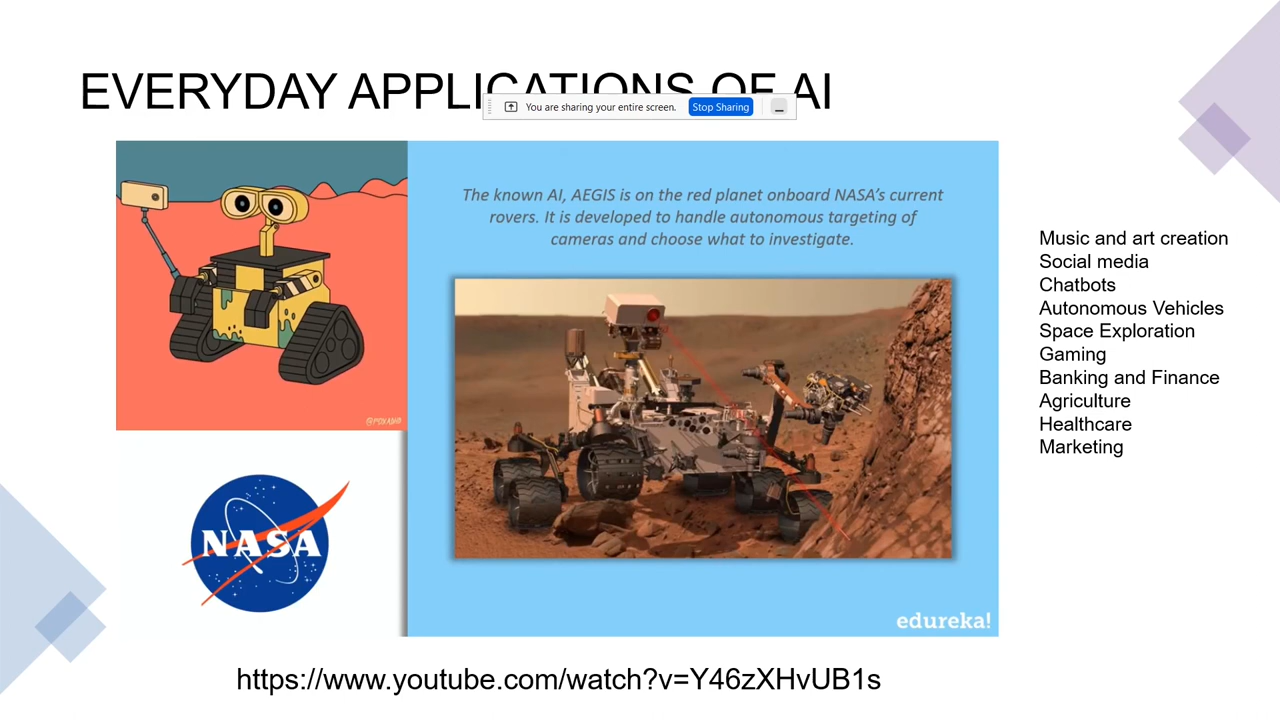 EVERYDAY APPLICATIONS OF AI
You are sharing your entire screen. Stop Sharing
The known AI, AEGIS is on the red planet onboard NASA's current
rovers. It is developed to handle autonomous targeting of
cameras and choose what to investigate.
NASA
edureka!
Music and art creation
Social media
Chatbots
Autonomous Vehicles
Space Exploration
Gaming
Banking and Finance
Agriculture
Healthcare
Marketing
https://www.youtube.com/watch?v=Y46zXHvUB1s